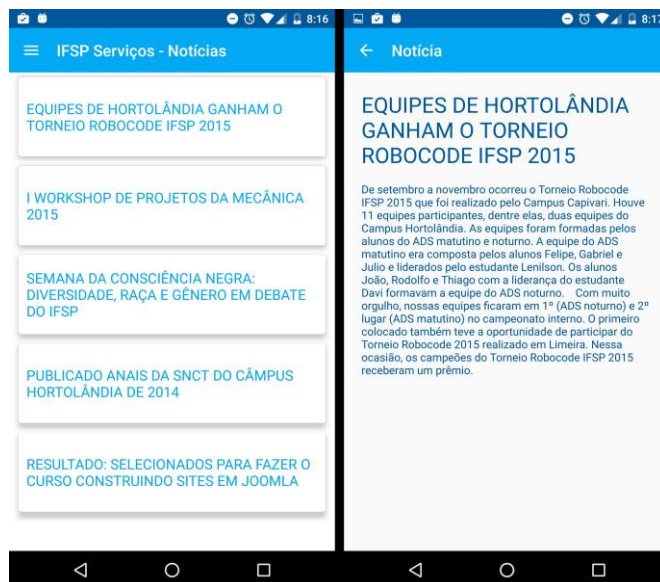 8:16
IFSP Serviços - Notícias
EQUIPES DE HORTOLÂNDIA GANHAM O
TORNEIO ROBOCODE IFSP 2015
I WORKSHOP DE PROJETOS DA MECÂNICA
2015
SEMANA DA CONSCIÊNCIA NEGRA:
DIVERSIDADE, RAÇA E GÊNERO EM DEBATE
DO IFSP
PUBLICADO ANAIS DA SNCT DO CÂMPUS
HORTOLÂNDIA DE 2014
RESULTADO: SELECIONADOS PARA FAZER O
CURSO CONSTRUINDO SITES EM JOOMLA
8:17
Notícia
EQUIPES DE HORTOLÂNDIA
GANHAM O TORNEIO
ROBOCODE IFSP 2015
De setembro a novembro ocorreu o Torneio Robocode
IFSP 2015 que foi realizado pelo Campus Capivari. Houve
11 equipes participantes, dentre elas, duas equipes do
Campus Hortolândia. As equipes foram formadas pelos
alunos do ADS matutino e noturno. A equipe do ADS
matutino era composta pelos alunos Felipe, Gabriel e
Julio e liderados pelo estudante Lenilson. Os alunos
João, Rodolfo e Thiago com a liderança do estudante
Davi formavam a equipe do ADS noturno. Com muito
orgulho, nossas equipes ficaram em 1º (ADS noturno) e 2º
lugar (ADS matutino) no campeonato interno. O primeiro
colocado também teve a oportunidade de participar do
Torneio Robocode 2015 realizado em Limeira. Nessa
ocasião, os campeões do Torneio Robocode IFSP 2015
receberam um prêmio.